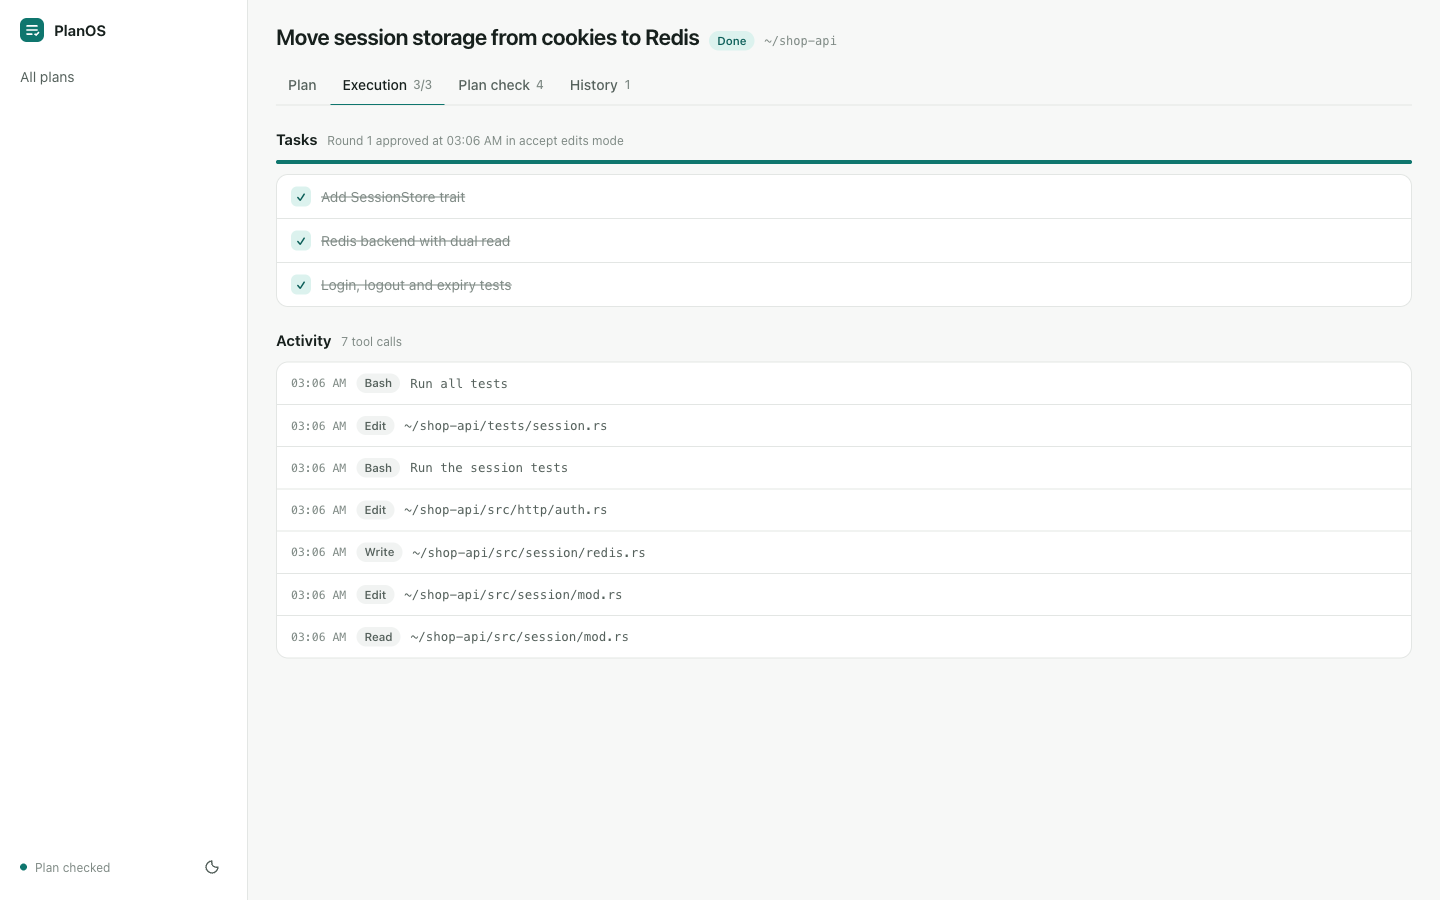 PlanOS
All plans
Move session storage from cookies to Redis Done ~/shop-api
Plan Execution 3/3 Plan check 4 History 1
Tasks Round 1 approved at 03:06 AM in accept edits mode
Add SessionStore trait
Redis backend with dual read
Login, logout and expiry tests
Activity 7 tool calls
03:06 AM Bash Run all tests
03:06 AM Edit ~/shop-api/tests/session.rs
03:06 AM Bash Run the session tests
03:06 AM Edit ~/shop-api/src/http/auth.rs
03:06 AM Write ~/shop-api/src/session/redis.rs
03:06 AM Edit ~/shop-api/src/session/mod.rs
03:06 AM Read ~/shop-api/src/session/mod.rs
Plan checked